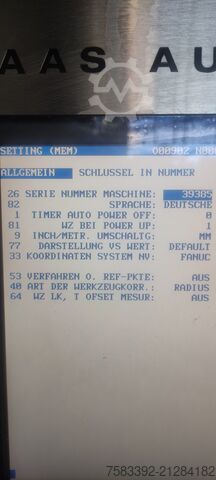 AAS AU
SETTING (MEM) O00902 N000
ALLGEMEIN SCHLUSSEL IN NUMMER
26 SERIE NUMMER MASCHINE: 39385
82 SPRACHE: DEUTSCHE
1 TIMER AUTO POWER OFF: 0
81 WZ BEI POWER UP: 1
9 INCH/METR. UMSCHALTG: MM
77 DARSTELLUNG VS WERT: DEFAULT
33 KOORDINATEN SYSTEM NV: FANUC
53 VERFAHREN O. REF-PKTE: AUS
40 ART DER WERKZEUGKORR.: RADIUS
64 WZ LK, T OFSET MESUR: AUS
7583392-21284182